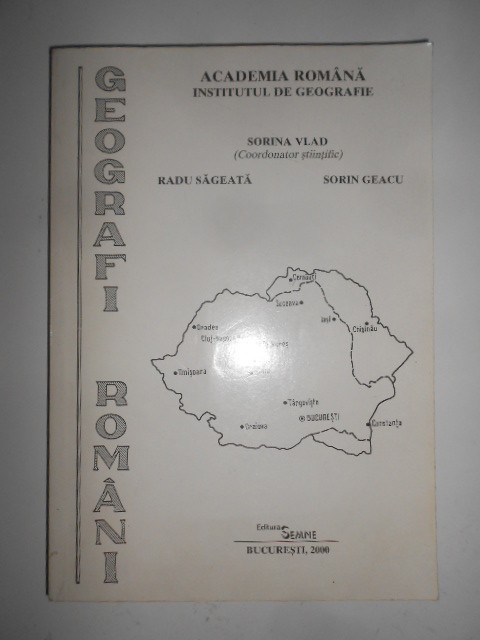 GEOGRAFI ROMÂNI
ACADEMIA ROMÂNĂ
INSTITUTUL DE GEOGRAFIE
SORINA VLAD
(Coordonator științific)
RADU SĂGEATĂ SORIN GEACU
Cernăuți
Suceava
Iași
Chișinău
Oradea
Cluj-Napoca
Timișoara
Târgoviște
BUCUREȘTI
Craiova
Constanța
Editura SEMNE
BUCUREȘTI, 2000